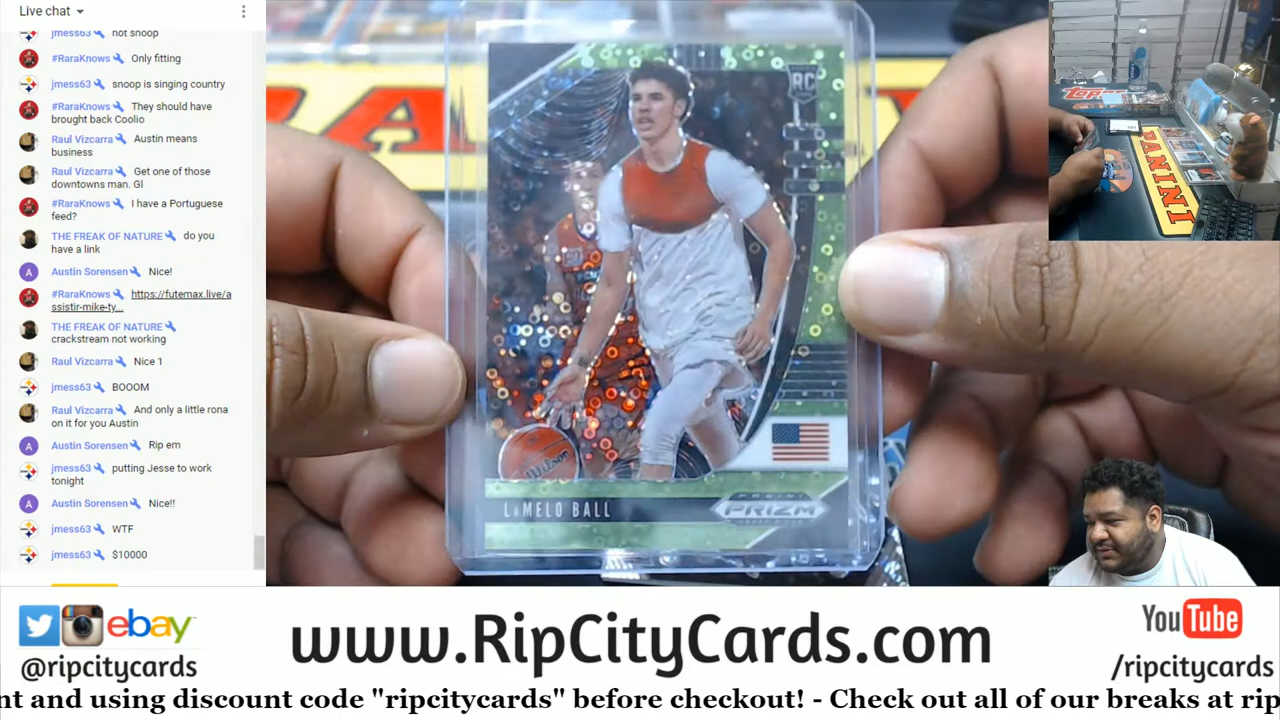 Live chat
jmess63 not snoop
#RaraKnows Only fitting
jmess63 snoop is singing country
#RaraKnows They should have
brought back Coolio
Raul Vizcarra Austin means
business
Raul Vizcarra Get one of those
downtowns man. Gl
#RaraKnows I have a Portuguese
feed?
THE FREAK OF NATURE do you
have a link
Austin Sorensen Nice!
#RaraKnows https://futemax.live/a
ssistir-mike-ty...
THE FREAK OF NATURE
crackstream not working
Raul Vizcarra Nice 1
jmess63 BOOOM
Raul Vizcarra And only a little rona
on it for you Austin
Austin Sorensen Rip em
jmess63 putting Jesse to work
tonight
Austin Sorensen Nice!!
jmess63 WTF
jmess63 $10000
RC
Wilson
LaMELO BALL
PANINI
PRIZM
topps
PANINI
ebay
@ripcitycards
www.RipCityCards.com
YouTube
/ripcitycards
nt and using discount code "ripcitycards" before checkout! - Check out all of our breaks at rip